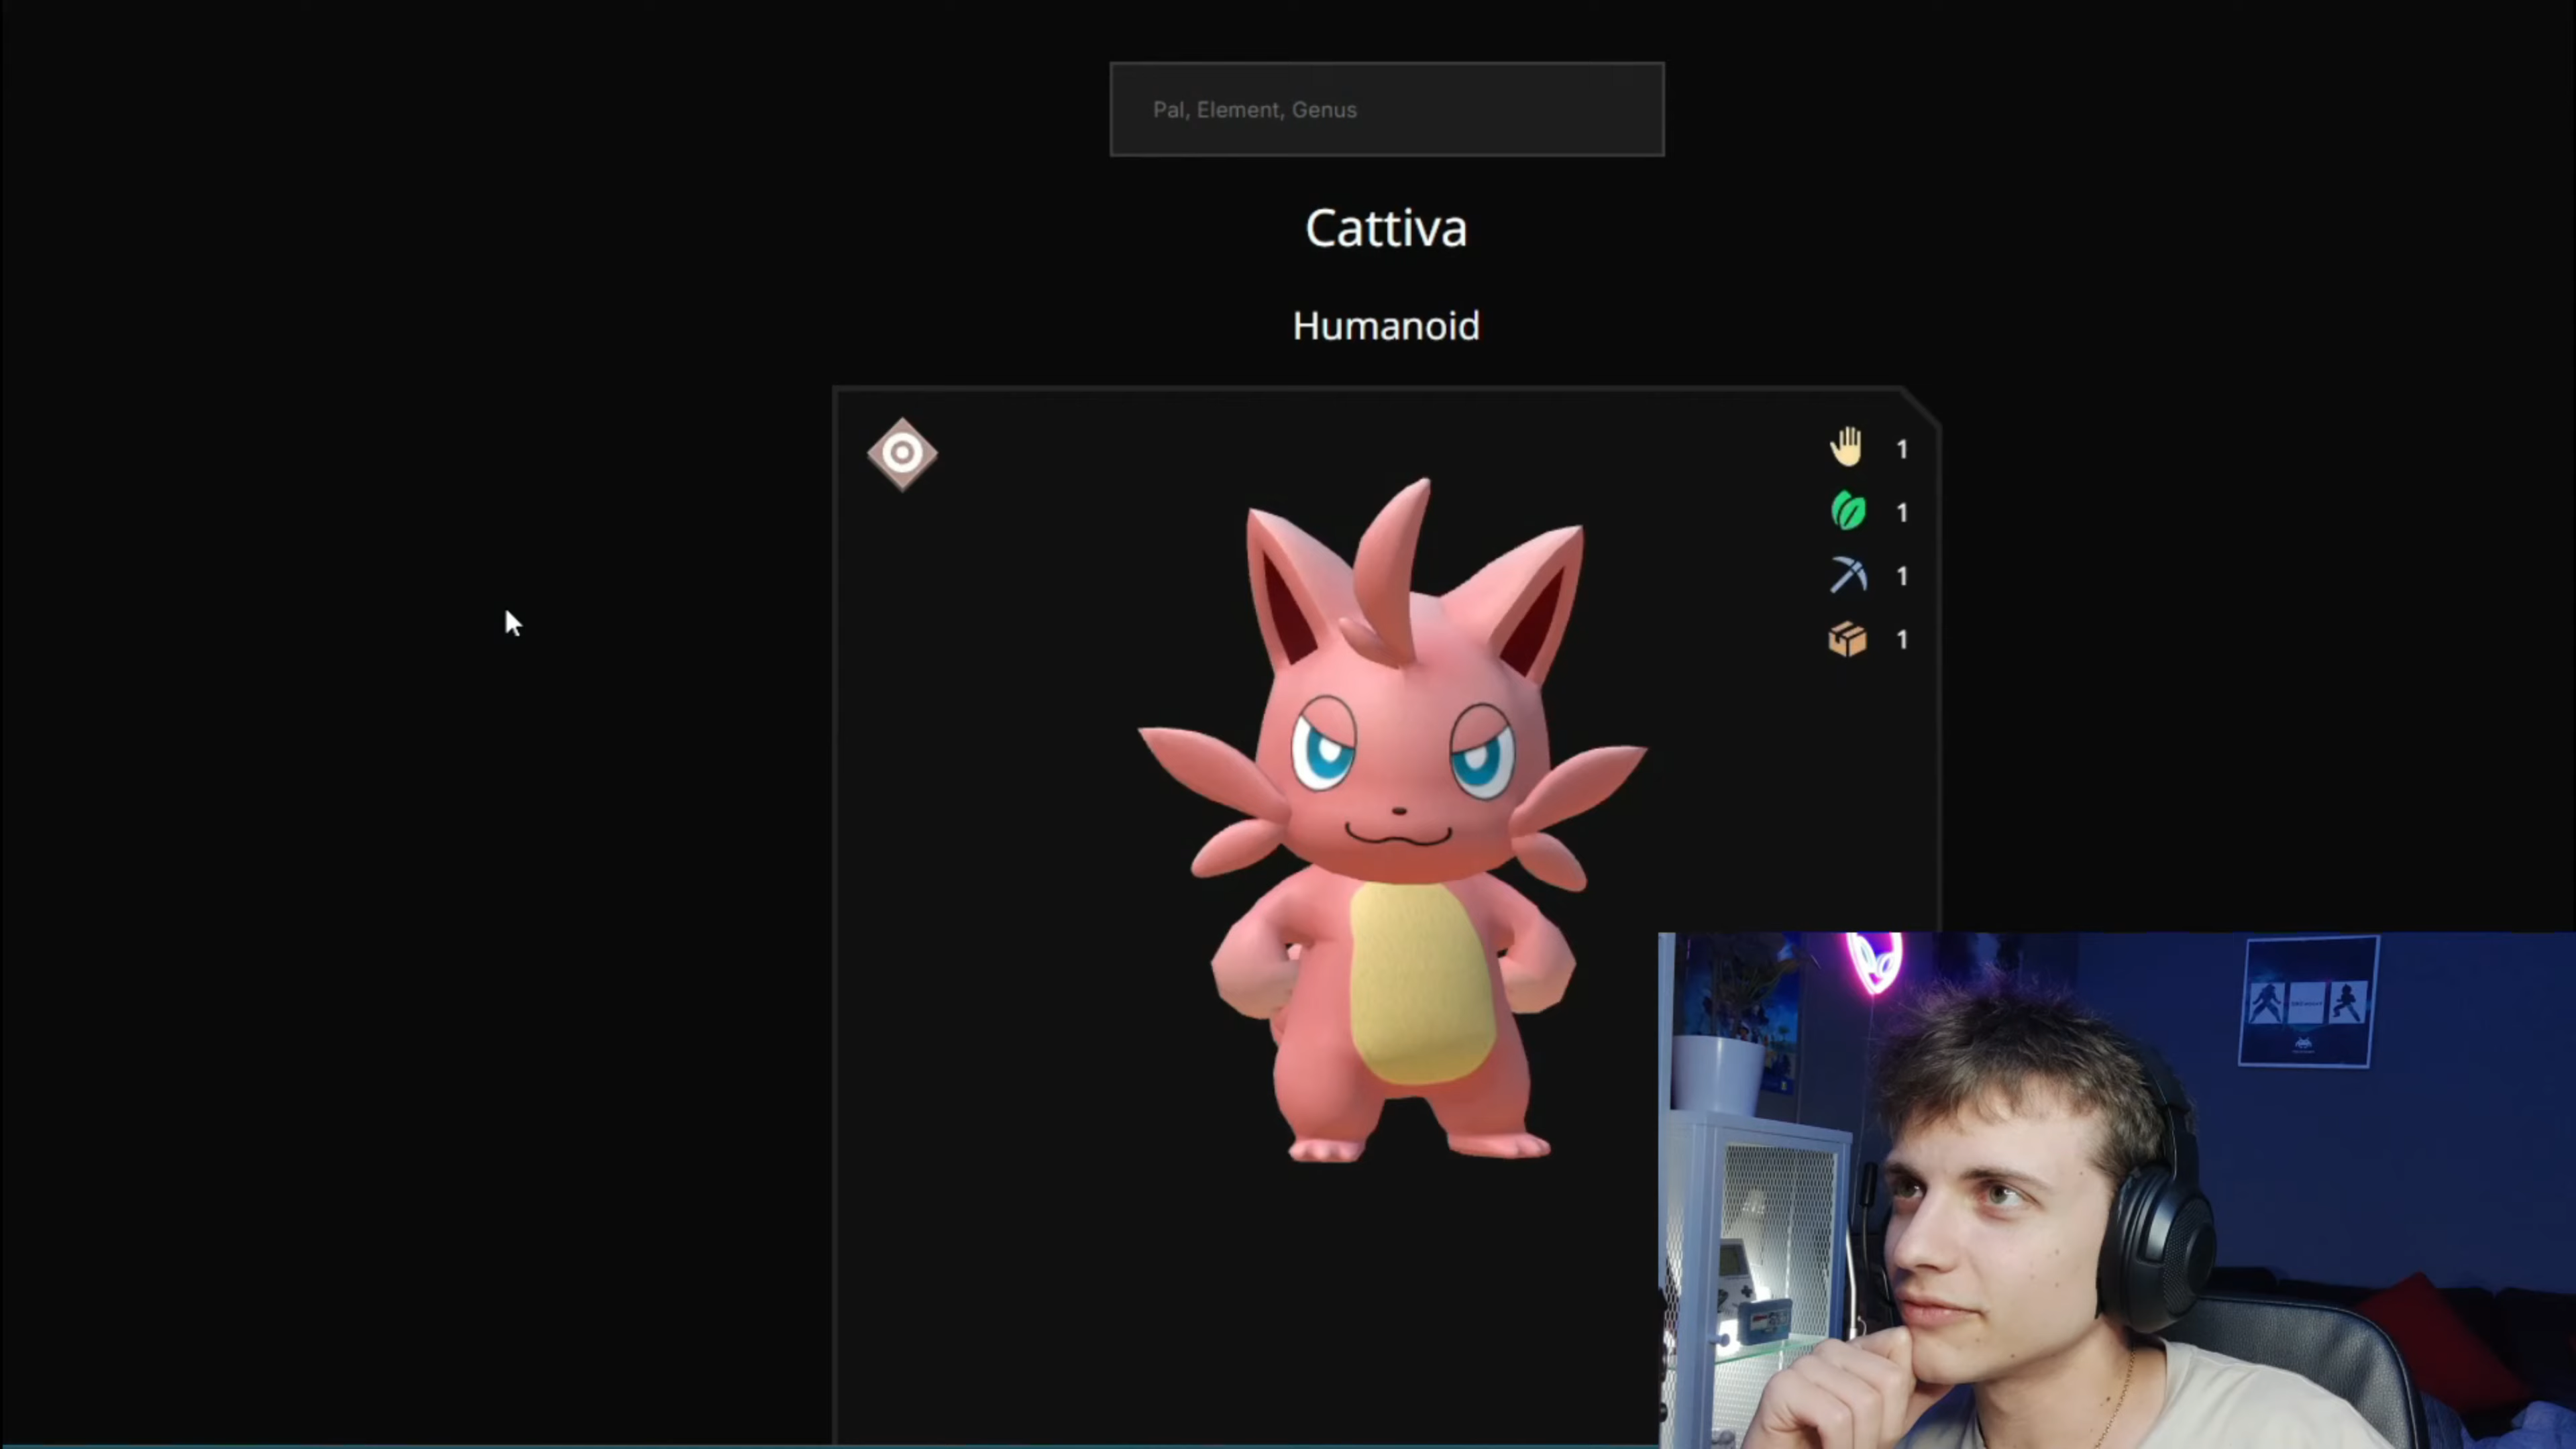 Pal, Element, Genus
Cattiva
Humanoid
1
1
1
1